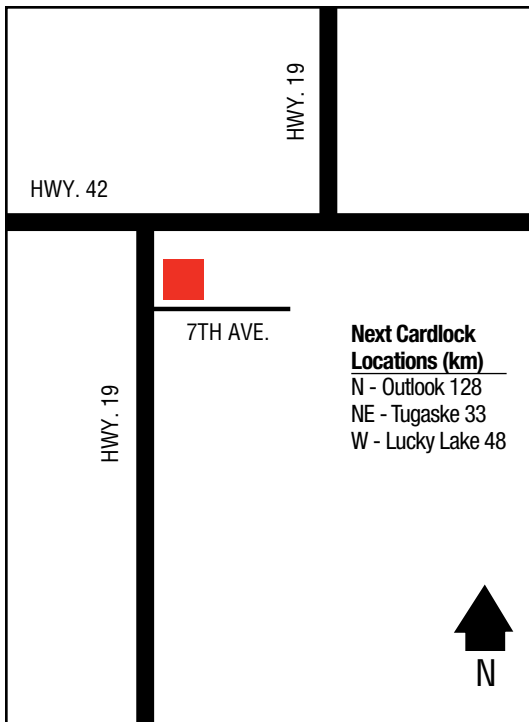 HWY. 19
HWY. 42
7TH AVE.
HWY. 19
Next Cardlock
Locations (km)
N - Outlook 128
NE - Tugaske 33
W - Lucky Lake 48
N